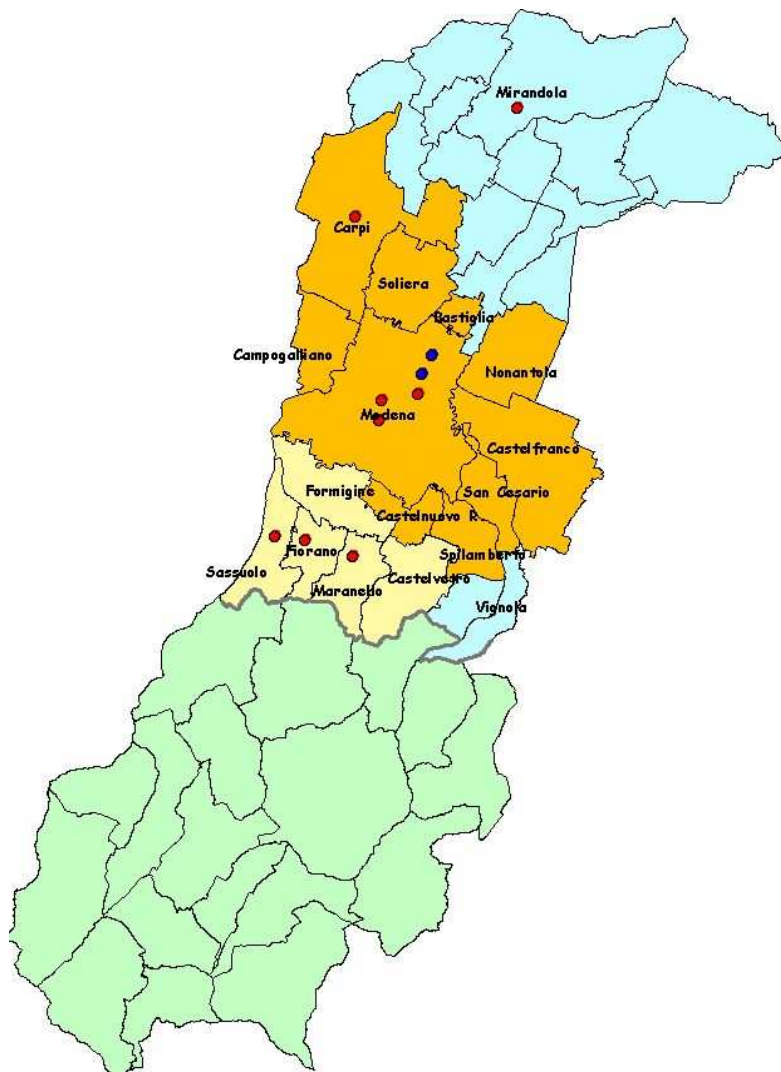 Mirandola
Carpi
Soliera
Bastiglia
Campogalliano
Nonantola
Modena
Castelfranco
Formigine
San Cesario
Castelnuovo R.
Fiorano
Spilamberto
Sassuolo
Castelvetro
Maranello
Vignola